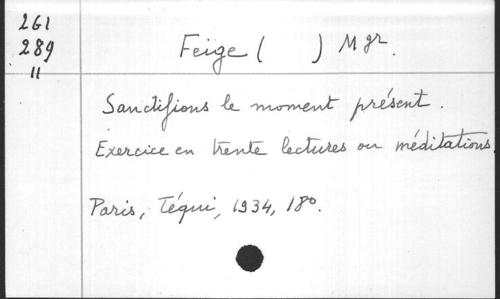 261
289
11
Feige ( ) Mgr.
Sanctifions le moment présent.
Exercice en trente lectures ou méditations.
Paris, Téqui, 1934, 18°.